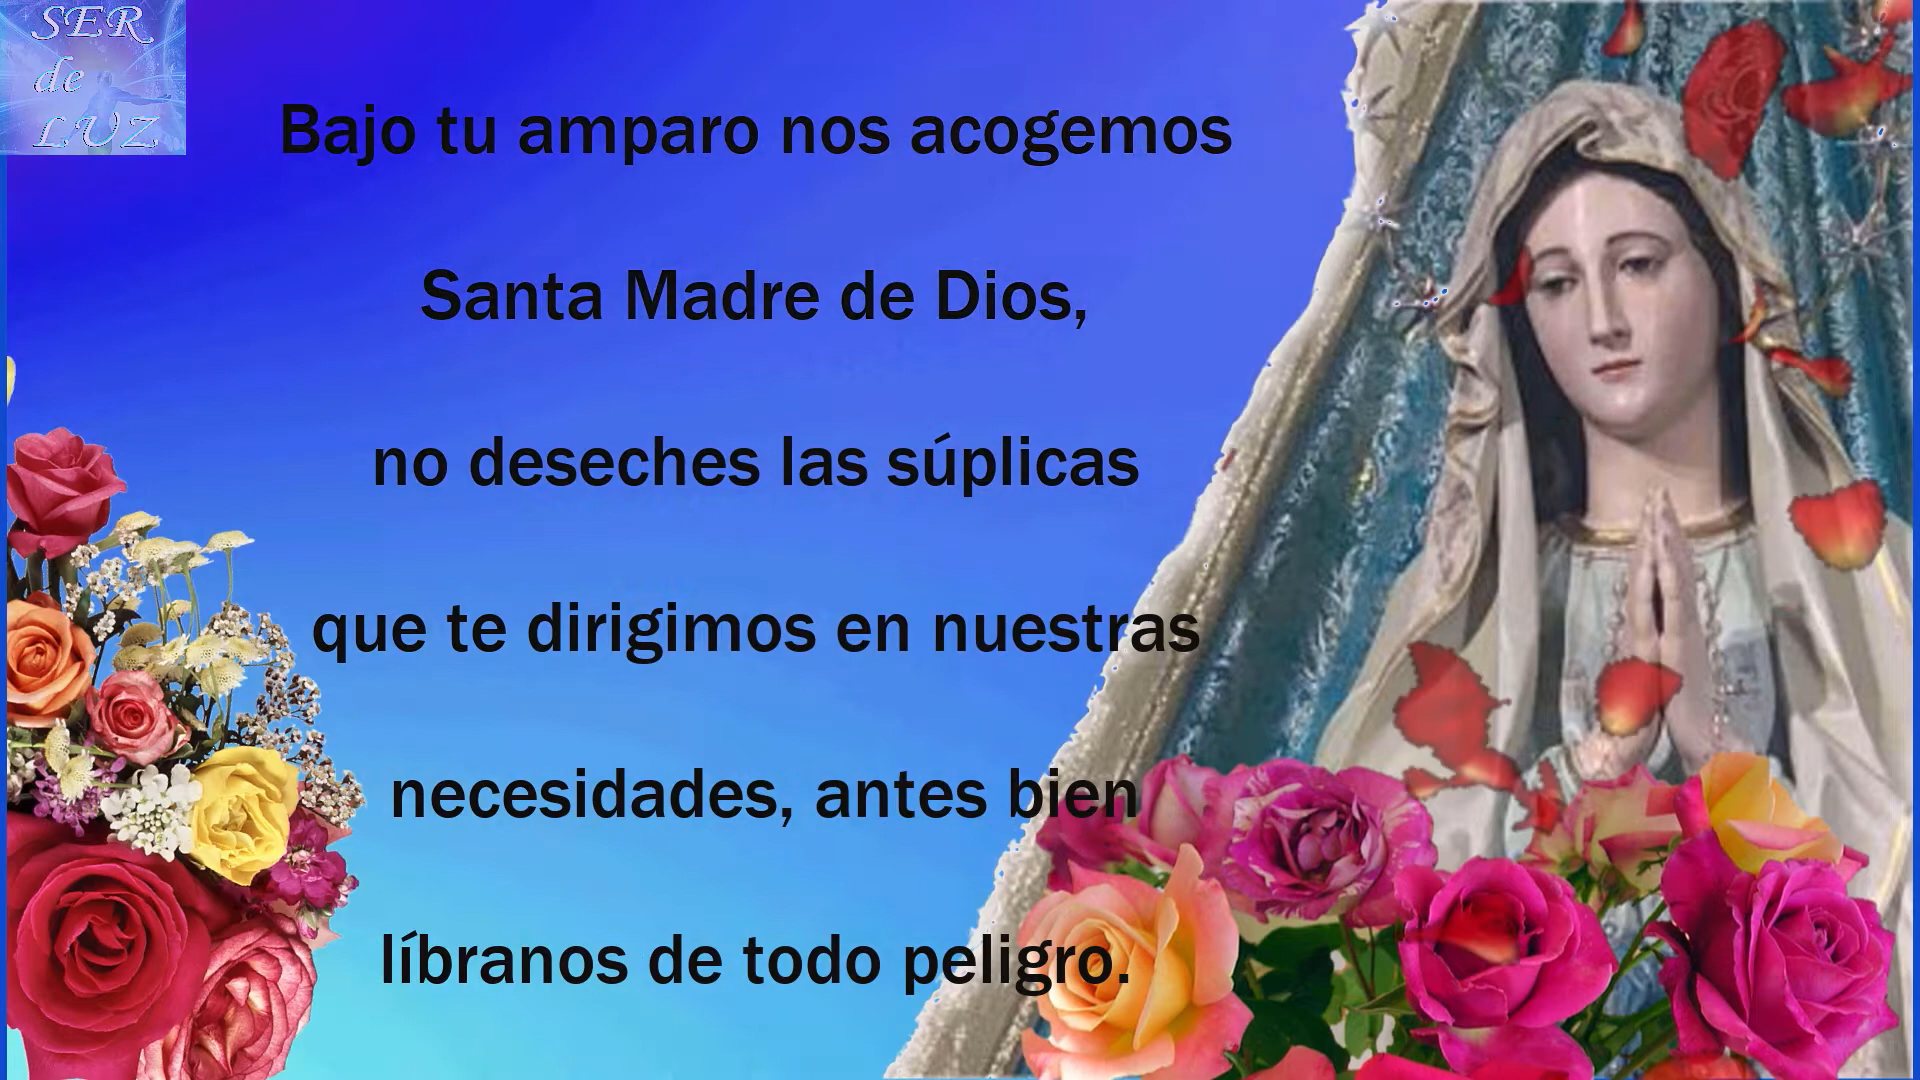 SER
de
LUZ
Bajo tu amparo nos acogemos
Santa Madre de Dios,
no deseches las súplicas
que te dirigimos en nuestras
necesidades, antes bien
líbranos de todo peligro.